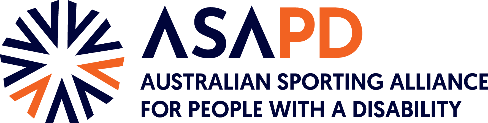 ASAPD
AUSTRALIAN SPORTING ALLIANCE
FOR PEOPLE WITH A DISABILITY